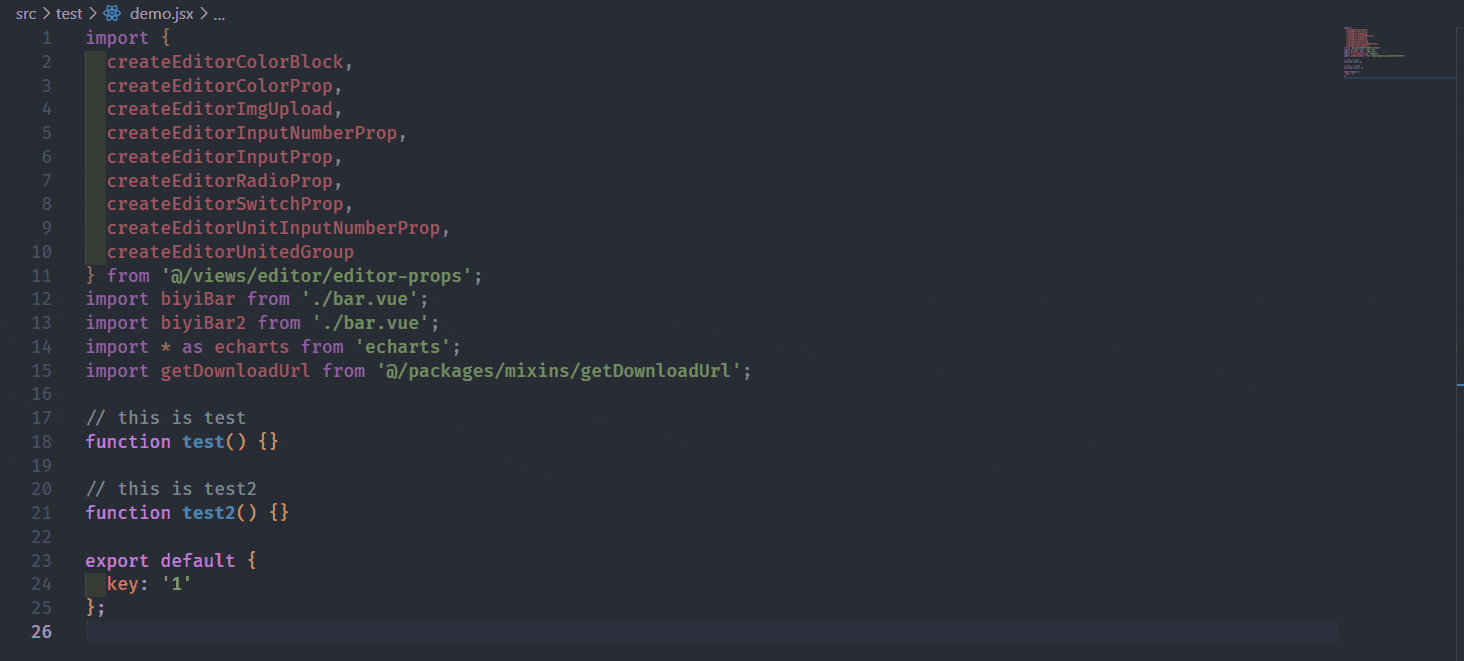 src > test > demo.jsx > ...
1 import {
2   createEditorColorBlock,
3   createEditorColorProp,
4   createEditorImgUpload,
5   createEditorInputNumberProp,
6   createEditorInputProp,
7   createEditorRadioProp,
8   createEditorSwitchProp,
9   createEditorUnitInputNumberProp,
10   createEditorUnitedGroup
11 } from '@/views/editor/editor-props';
12 import biyiBar from './bar.vue';
13 import biyiBar2 from './bar.vue';
14 import * as echarts from 'echarts';
15 import getDownloadUrl from '@/packages/mixins/getDownloadUrl';
16
17 // this is test
18 function test() {}
19
20 // this is test2
21 function test2() {}
22
23 export default {
24   key: '1'
25 };
26